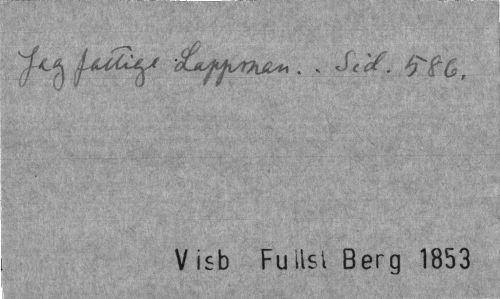 Jag fattige Lappman.. Sid. 586.
Visb Fullst Berg 1853